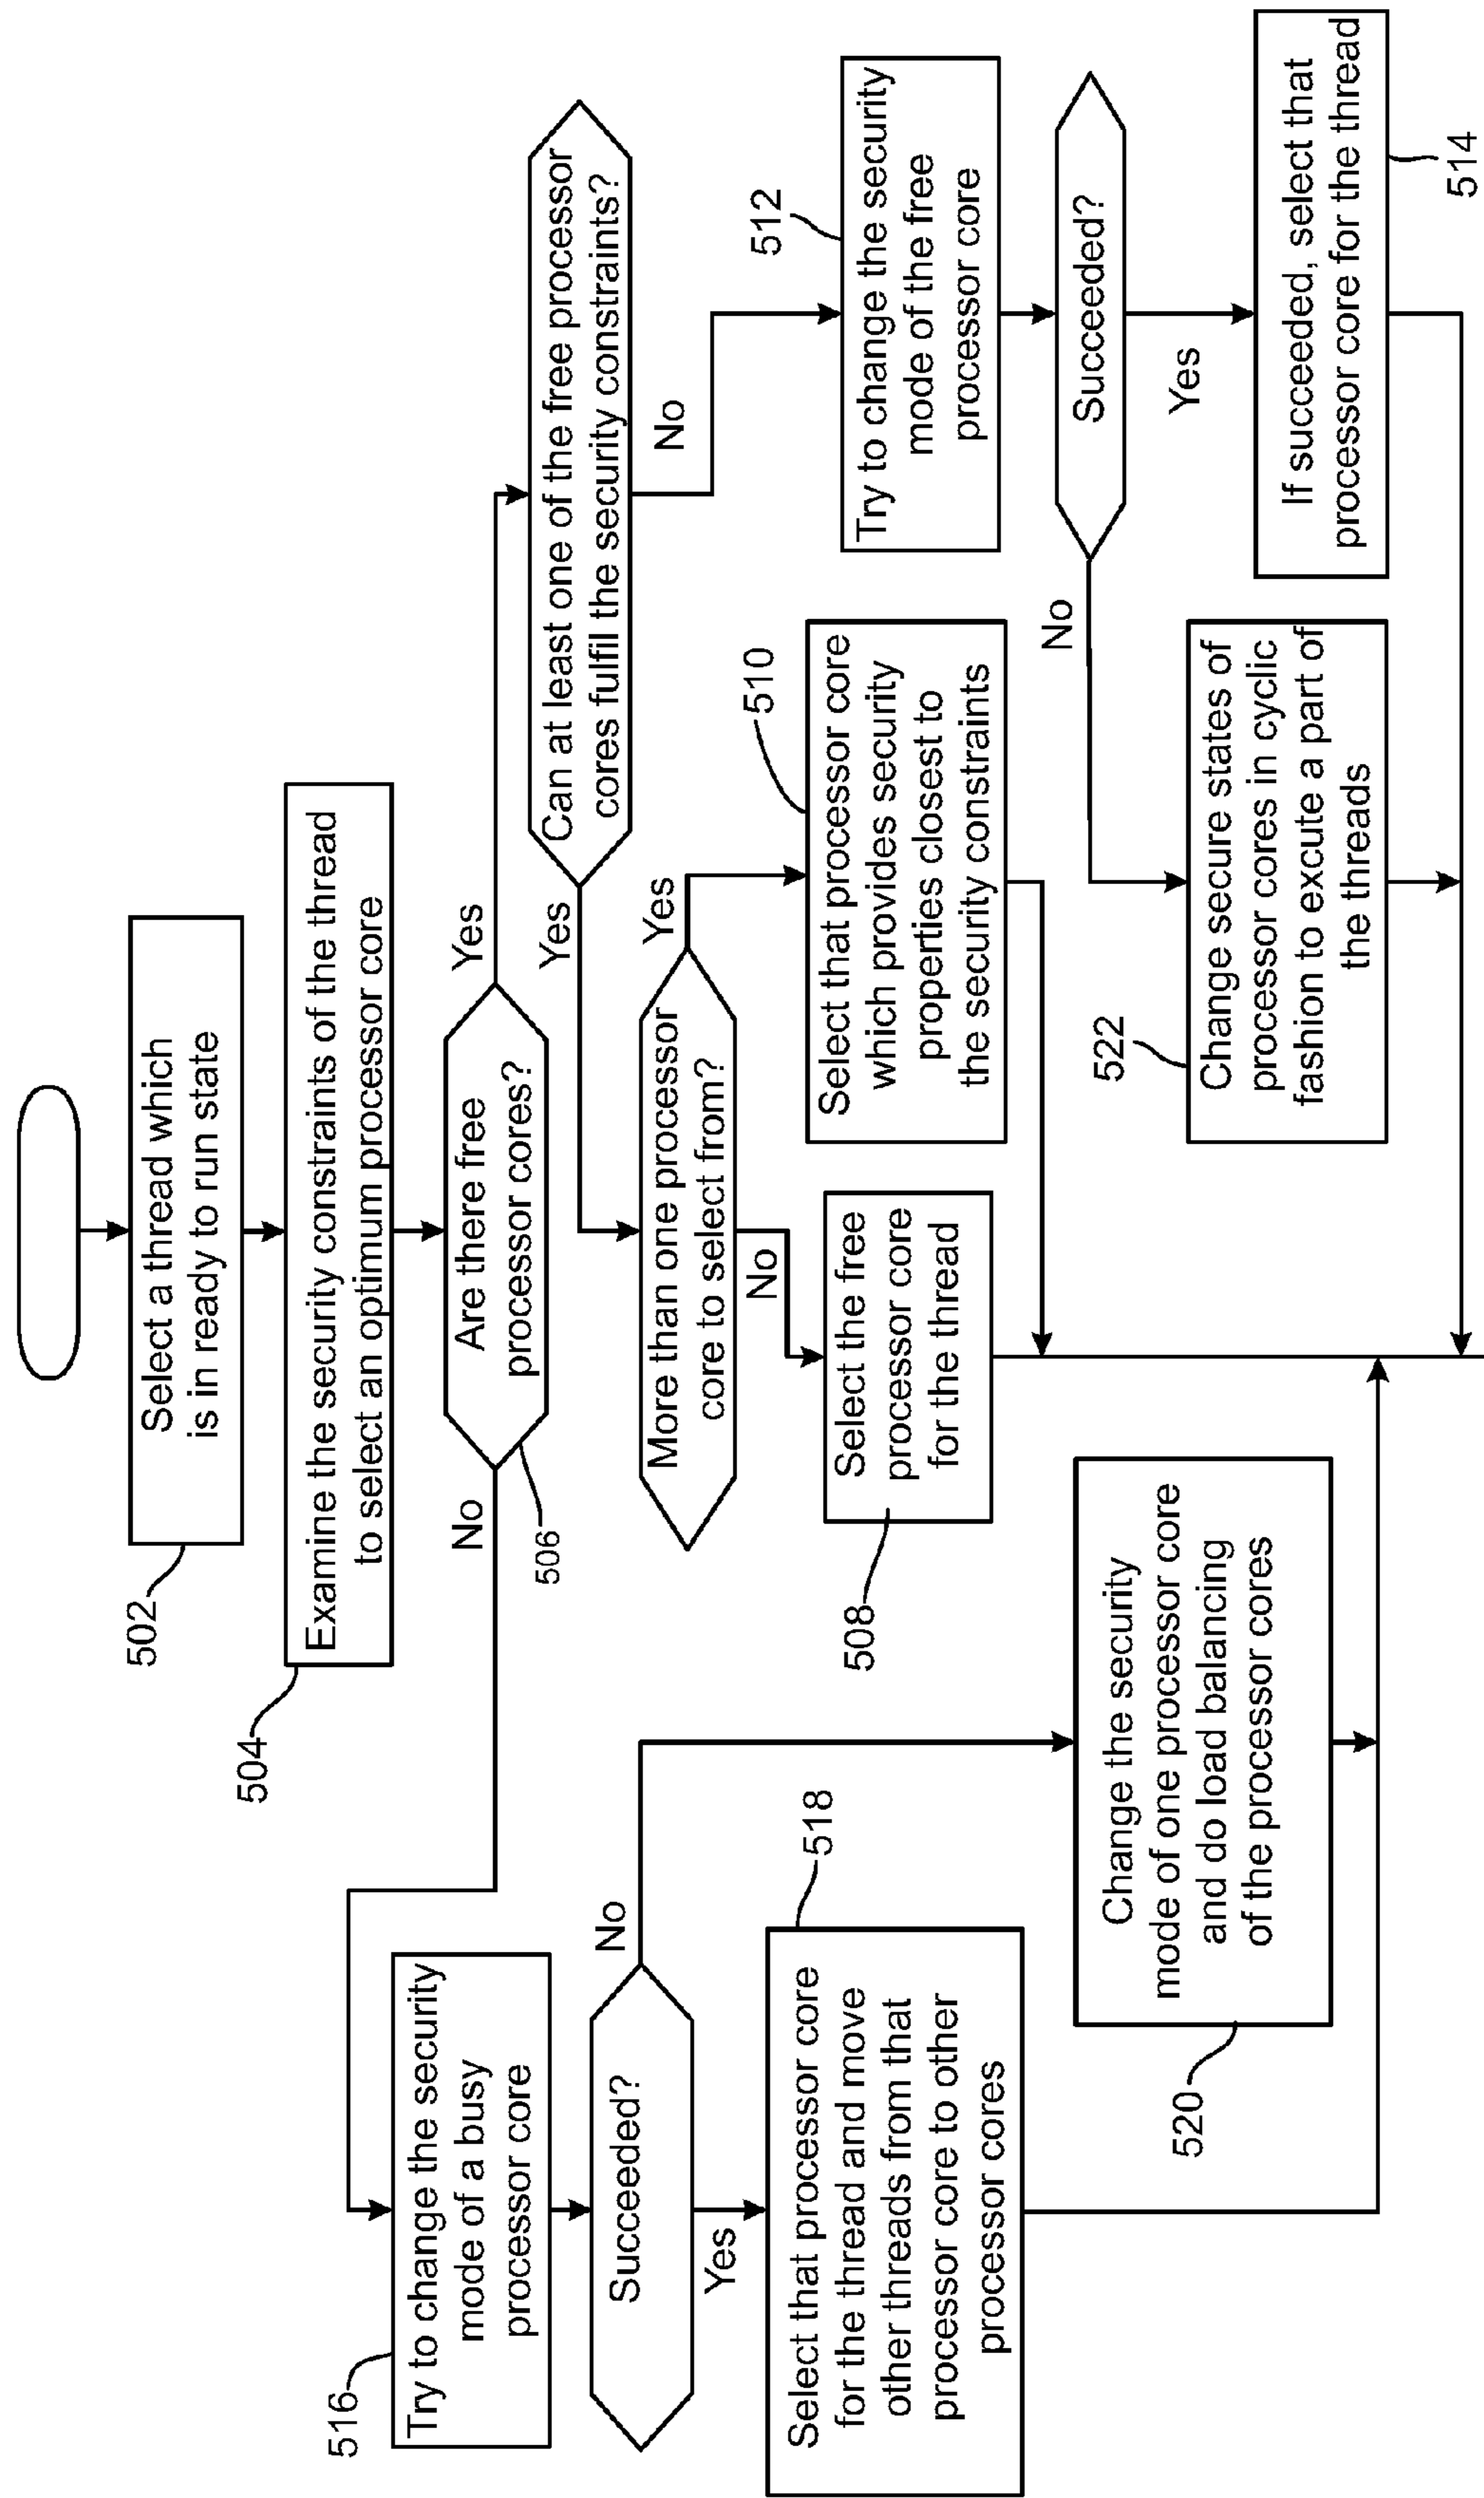 502
Select a thread which
is in ready to run state
504
Examine the security constraints of the thread
to select an optimum processor core
No
Are there free
processor cores?
Yes
506
516
Try to change the security
mode of a busy
processor core
Can at least one of the free processor
cores fulfil the security constraints?
Yes
No
Succeeded?
No
Yes
More than one processor
core to select from?
Yes
No
518
Select that processor core
for the thread and move
other threads from that
processor core to other
processor cores
508
Select the free
processor core
for the thread
510
Select that processor core
which provides security
properties closest to
the security constraints
512
Try to change the security
mode of the free
processor core
Succeeded?
No
Yes
520
Change the security
mode of one processor core
and do load balancing
of the processor cores
522
Change secure states of
processor cores in cyclic
fashion to excute a part of
the threads
If succeeded, select that
processor core for the thread
514